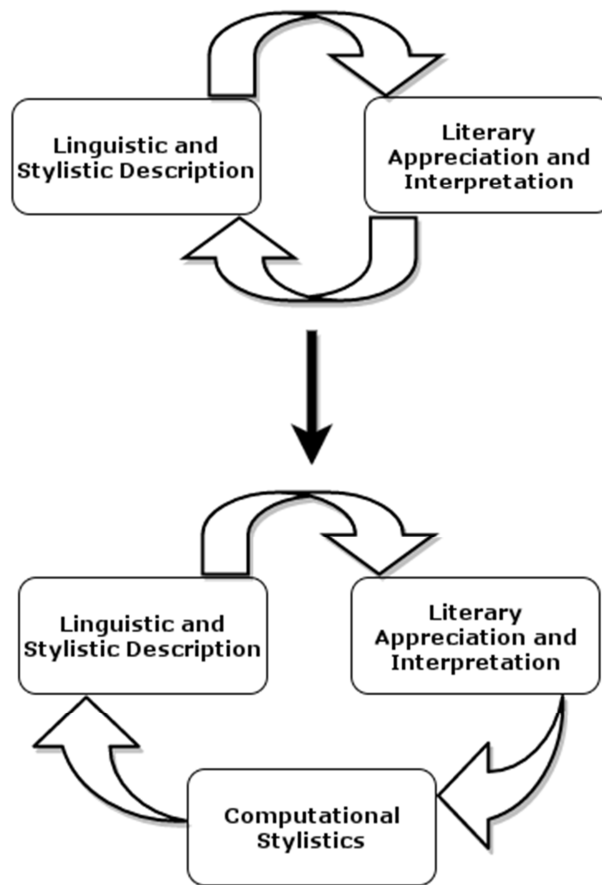 Linguistic and
Stylistic Description
Literary
Appreciation and
Interpretation
Linguistic and
Stylistic Description
Literary
Appreciation and
Interpretation
Computational
Stylistics